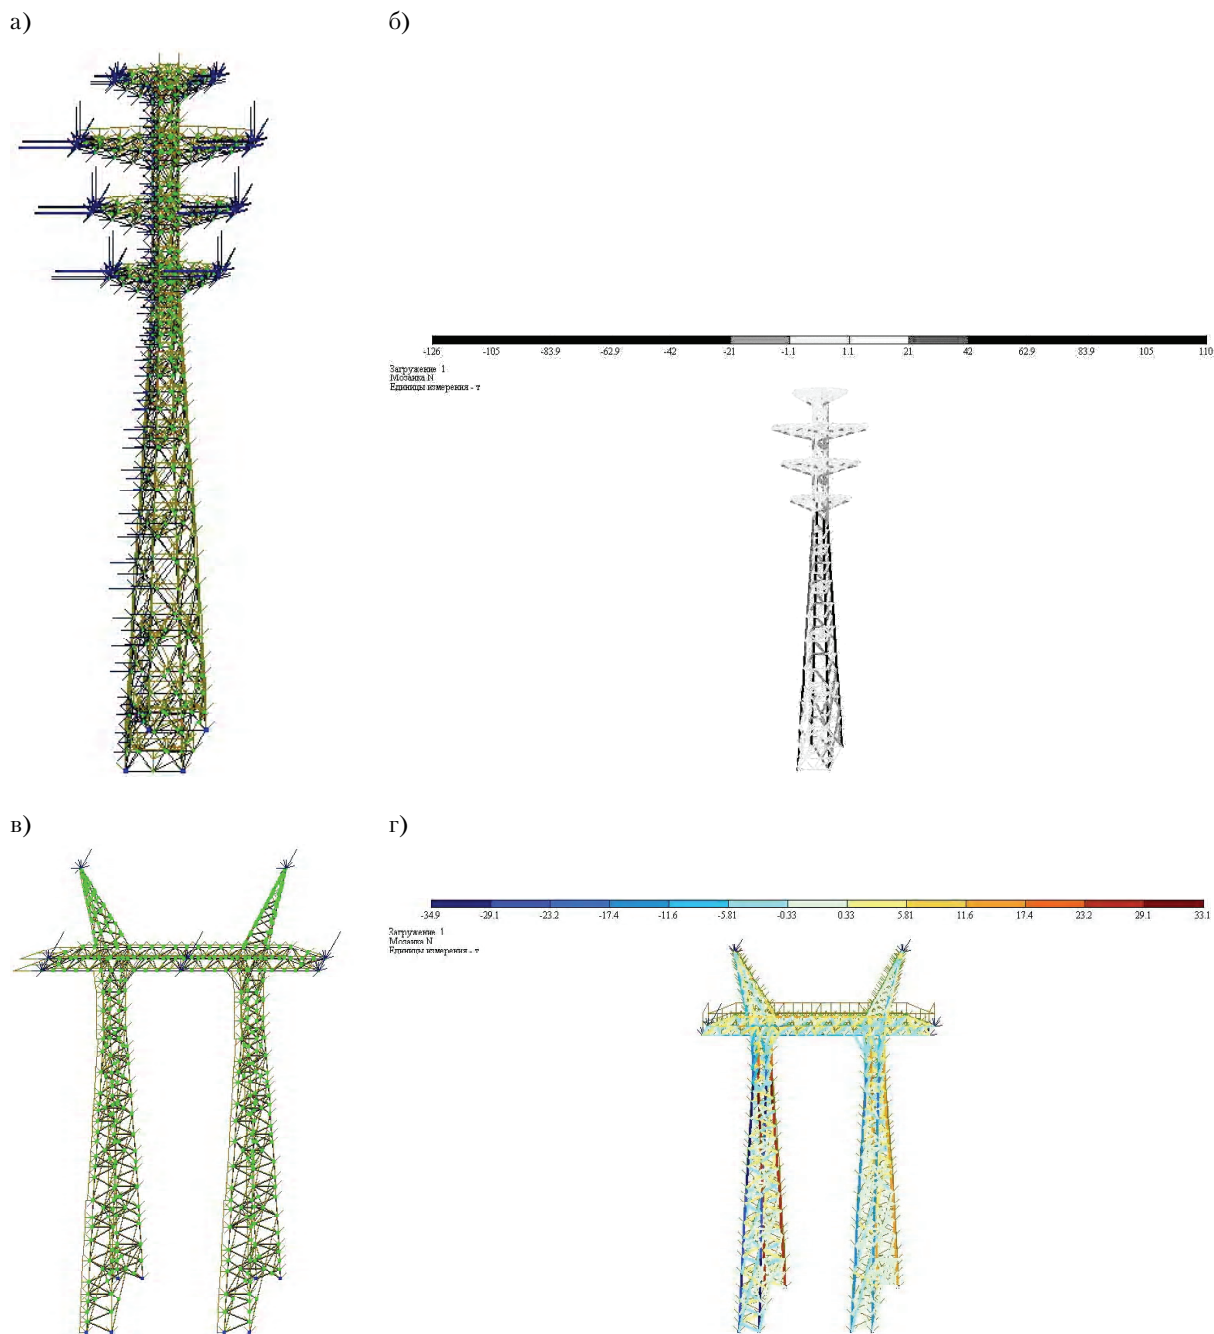 а)
б)
-126 -105 -83.9 -62.9 -42 -21 -1.1 1.1 21 42 62.9 83.9 105 110
Загружение 1
Мозаика N
Единицы измерения - т
в)
г)
-34.9 -29.1 -23.2 -17.4 -11.6 -5.81 -0.33 0.33 5.81 11.6 17.4 23.2 29.1 33.1
Загружение 1
Мозаика N
Единицы измерения - т